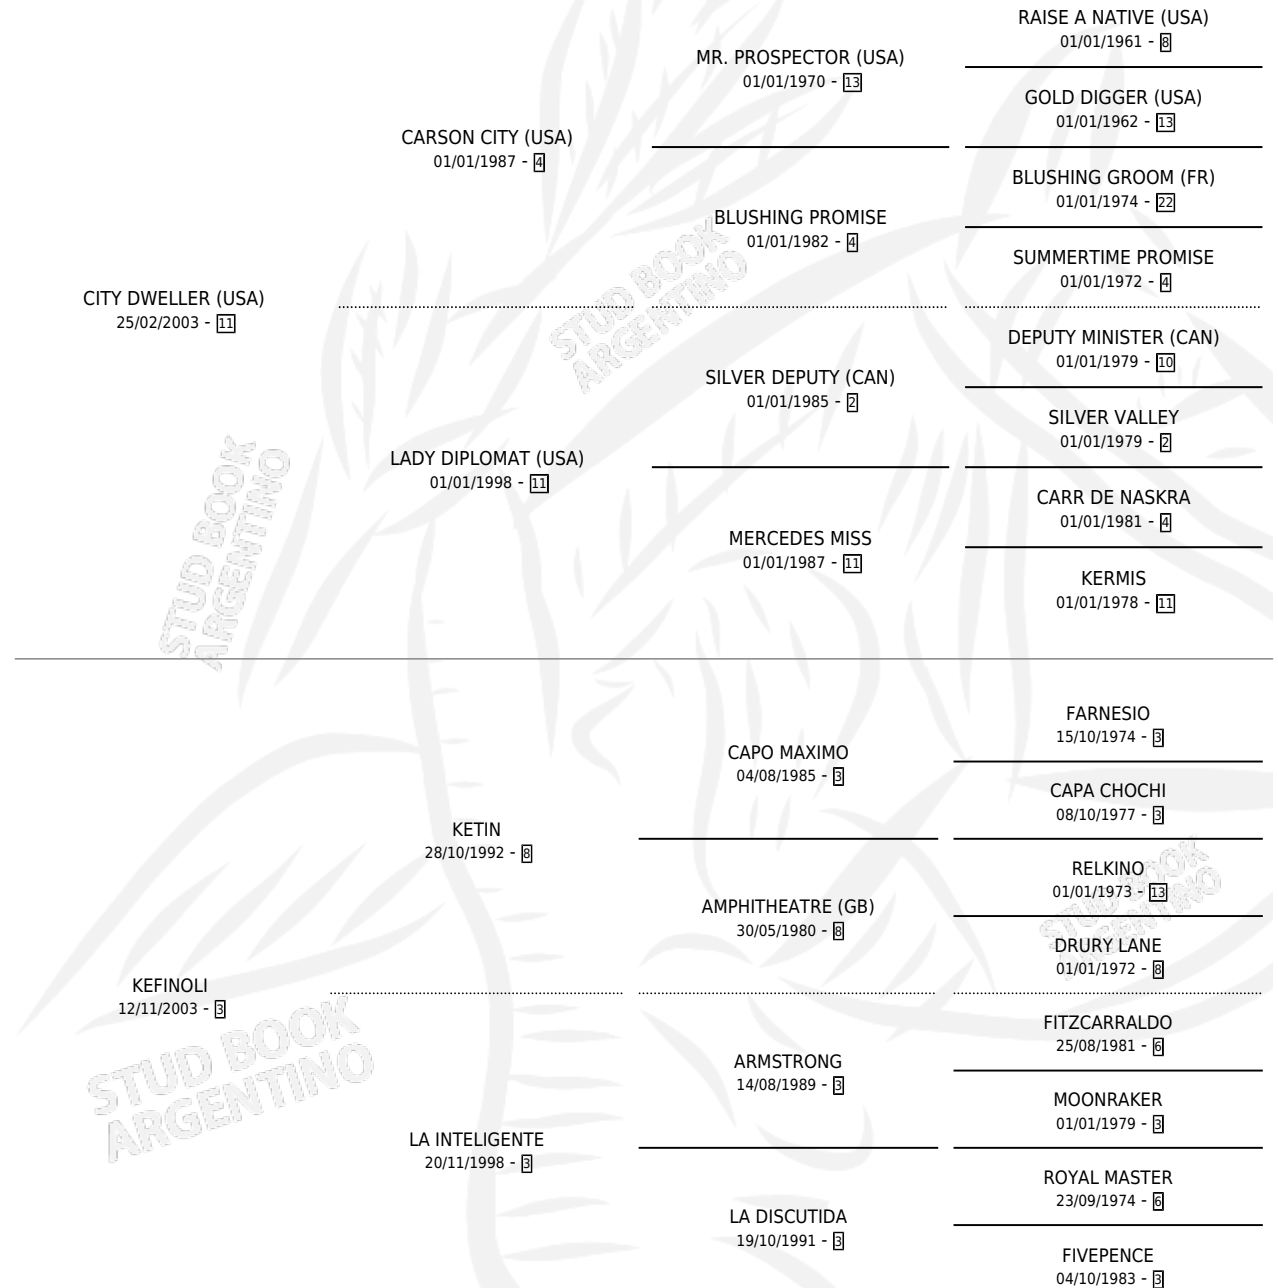 RAISE A NATIVE (USA)
01/01/1961 - 8
MR. PROSPECTOR (USA)
01/01/1970 - 13
GOLD DIGGER (USA)
01/01/1962 - 13
CARSON CITY (USA)
01/01/1987 - 4
BLUSHING GROOM (FR)
01/01/1974 - 22
BLUSHING PROMISE
01/01/1982 - 4
SUMMERTIME PROMISE
01/01/1972 - 4
CITY DWELLER (USA)
25/02/2003 - 11
STUD BOOK
ARGENTINO
DEPUTY MINISTER (CAN)
01/01/1979 - 10
SILVER DEPUTY (CAN)
01/01/1985 - 2
SILVER VALLEY
01/01/1979 - 2
LADY DIPLOMAT (USA)
01/01/1998 - 11
CARR DE NASKRA
01/01/1981 - 4
MERCEDES MISS
01/01/1987 - 11
KERMIS
01/01/1978 - 11
STUD BOOK
ARGENTINO
FARNESIO
15/10/1974 - 3
CAPO MAXIMO
04/08/1985 - 3
CAPA CHOCHI
08/10/1977 - 3
KETIN
28/10/1992 - 8
RELKINO
01/01/1973 - 13
AMPHITHEATRE (GB)
30/05/1980 - 8
STUD BOOK
ARGENTINO
DRURY LANE
01/01/1972 - 8
KEFINOLI
12/11/2003 - 3
STUD BOOK
ARGENTINO
FITZCARRALDO
25/08/1981 - 6
ARMSTRONG
14/08/1989 - 3
MOONRAKER
01/01/1979 - 3
LA INTELIGENTE
20/11/1998 - 3
ROYAL MASTER
23/09/1974 - 6
LA DISCUTIDA
19/10/1991 - 3
FIVEPENCE
04/10/1983 - 3